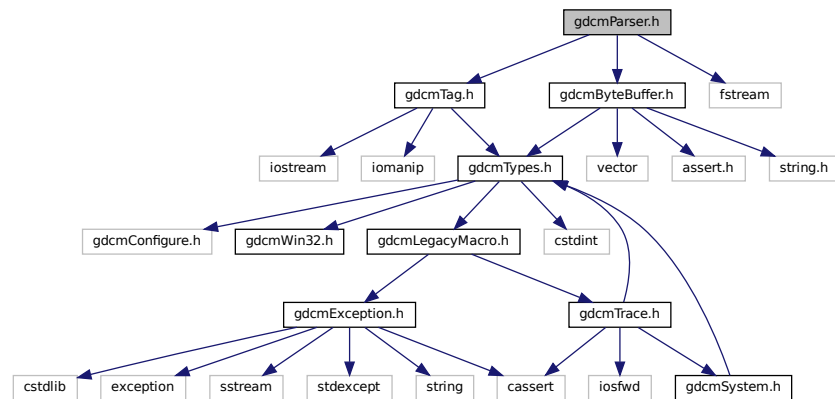 gdcmParser.h
gdcmTag.h
gdcmByteBuffer.h
fstream
iostream
iomanip
gdcmTypes.h
vector
assert.h
string.h
gdcmConfigure.h
gdcmWin32.h
gdcmLegacyMacro.h
cstdint
gdcmException.h
gdcmTrace.h
cstdlib
exception
sstream
stdexcept
string
cassert
iosfwd
gdcmSystem.h